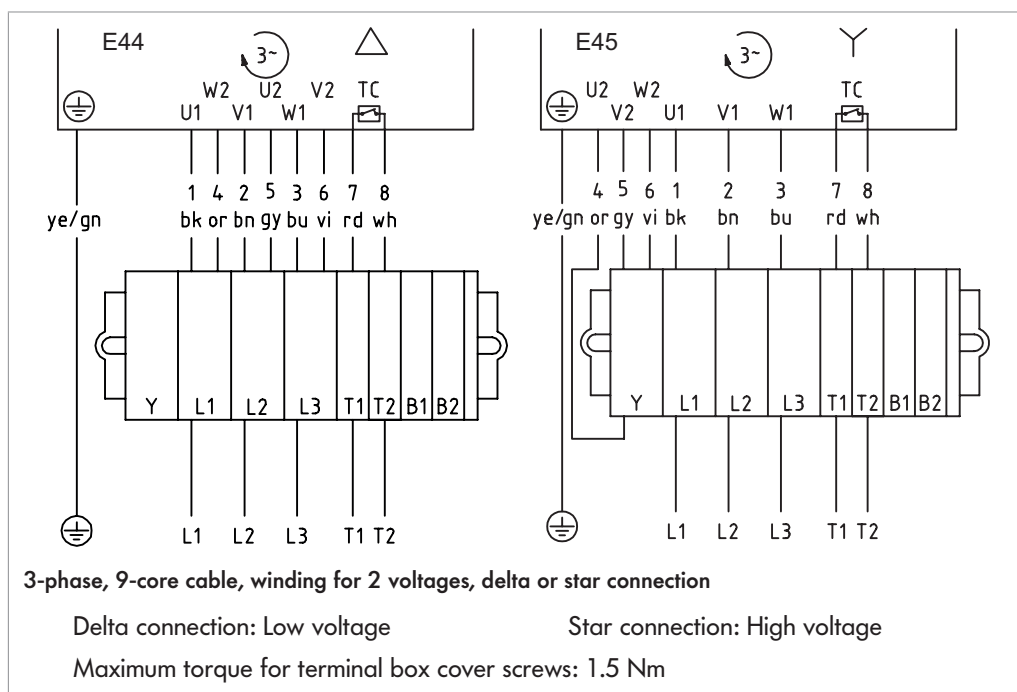 E44 3~ △
W2 U2 V2 TC
U1 V1 W1
1 4 2 5 3 6 7 8
ye/gn bk or bn gy bu vi rd wh
Y L1 L2 L3 T1 T2 B1 B2
L1 L2 L3 T1 T2
E45 3~ Y
U2 W2 TC
V2 U1 V1 W1
4 5 6 1 2 3 7 8
ye/gn or gy vi bk bn bu rd wh
Y L1 L2 L3 T1 T2 B1 B2
L1 L2 L3 T1 T2
3-phase, 9-core cable, winding for 2 voltages, delta or star connection
Delta connection: Low voltage
Star connection: High voltage
Maximum torque for terminal box cover screws: 1.5 Nm